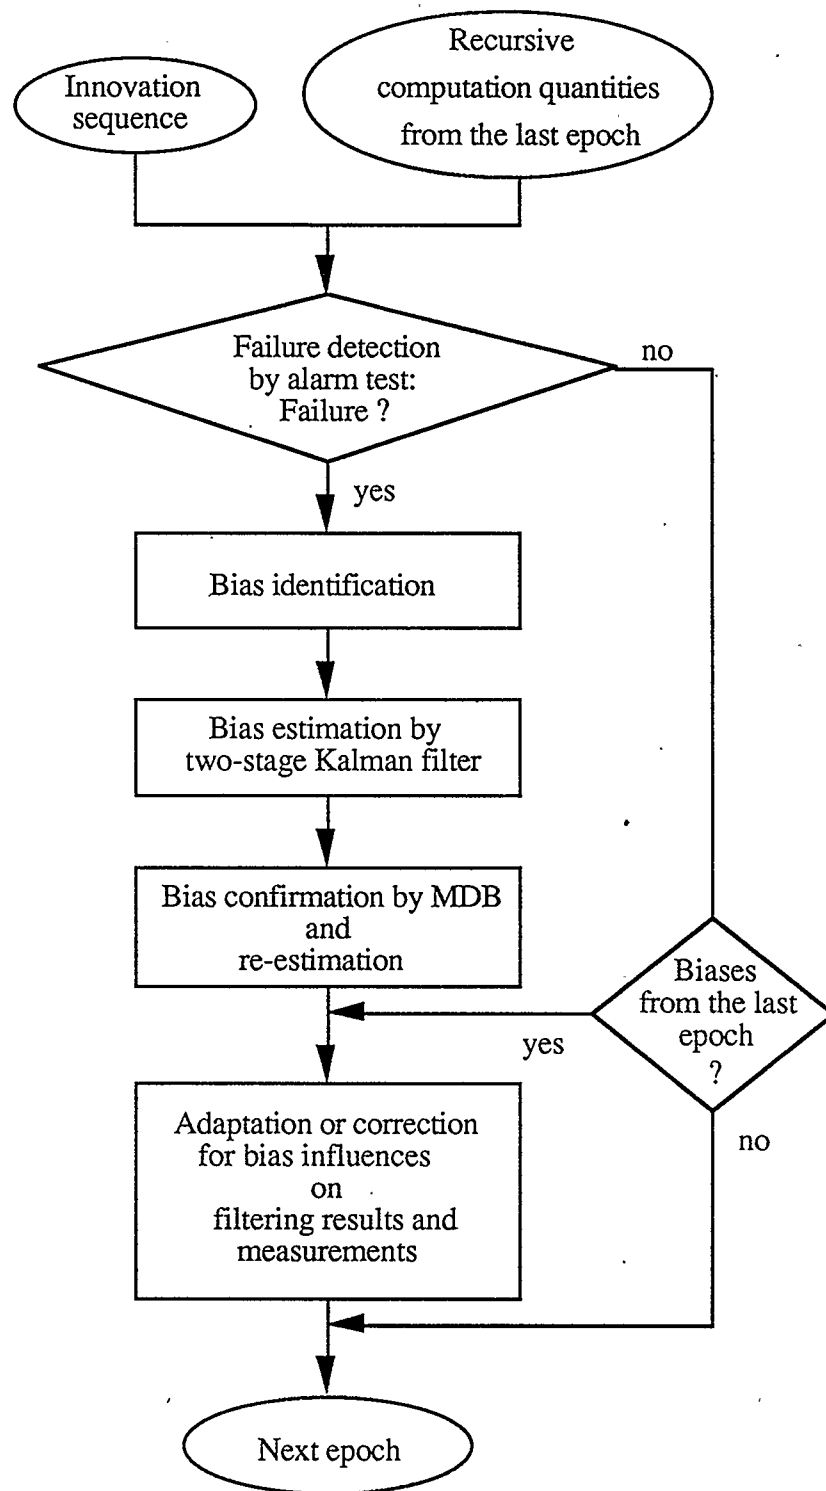 Innovation
sequence
Recursive
computation quantities
from the last epoch
Failure detection
by alarm test:
Failure ?
no
yes
Bias identification
Bias estimation by
two-stage Kalman filter
Bias confirmation by MDB
and
re-estimation
Biases
from the last
epoch
?
yes
no
Adaptation or correction
for bias influences
on
filtering results and
measurements
Next epoch